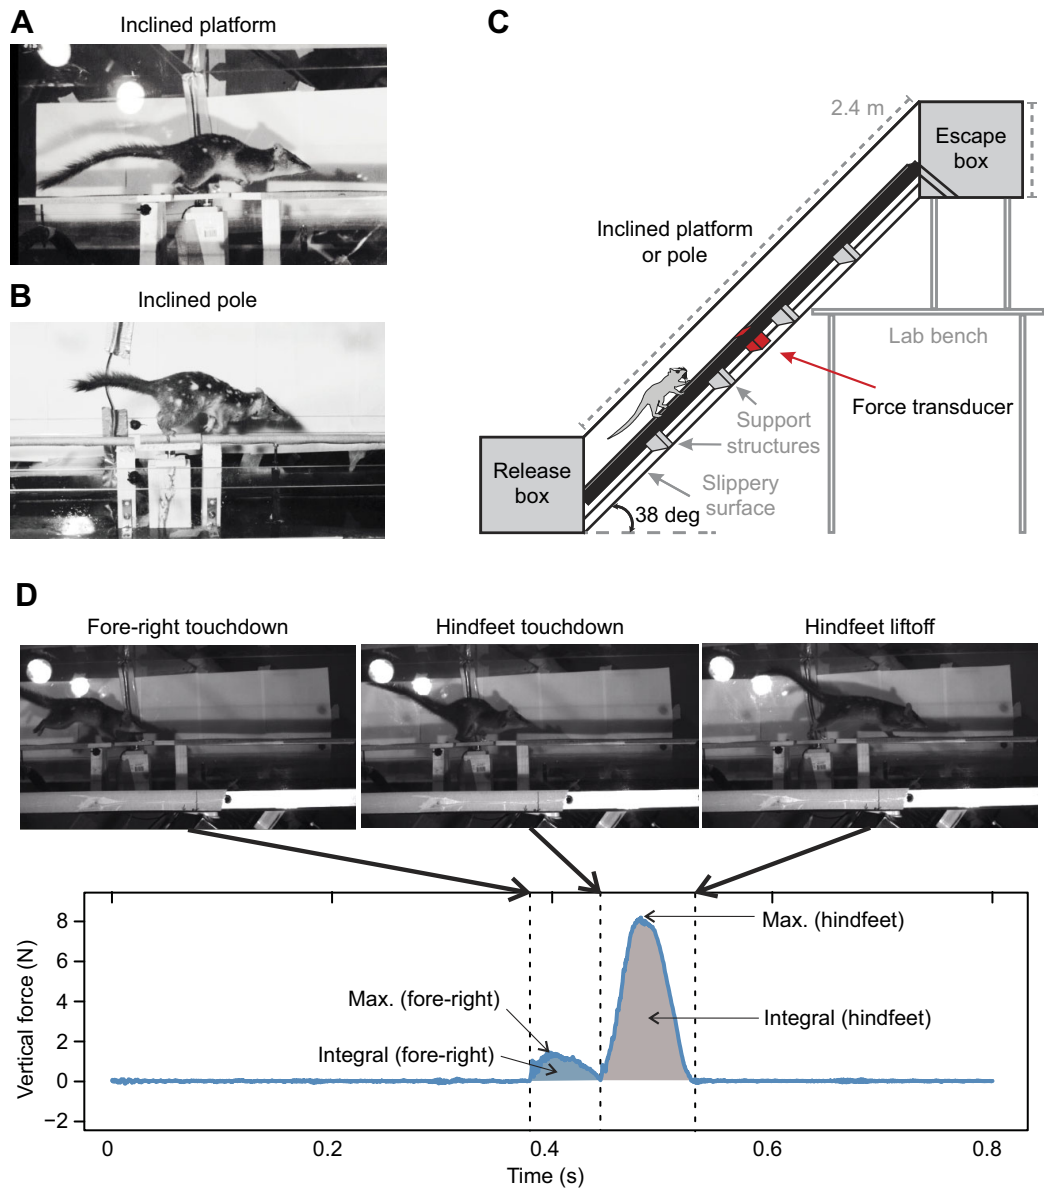 A
Inclined platform
B
Inclined pole
C
2.4 m
Escape
box
Inclined platform
or pole
Lab bench
Force transducer
Support
structures
Slippery
surface
Release
box
38 deg
D
Fore-right touchdown
Hindfeet touchdown
Hindfeet liftoff
Vertical force (N)
8
6
4
2
0
−2
Max. (hindfeet)
Max. (fore-right)
Integral (hindfeet)
Integral (fore-right)
0
0.2
0.4
0.6
0.8
Time (s)